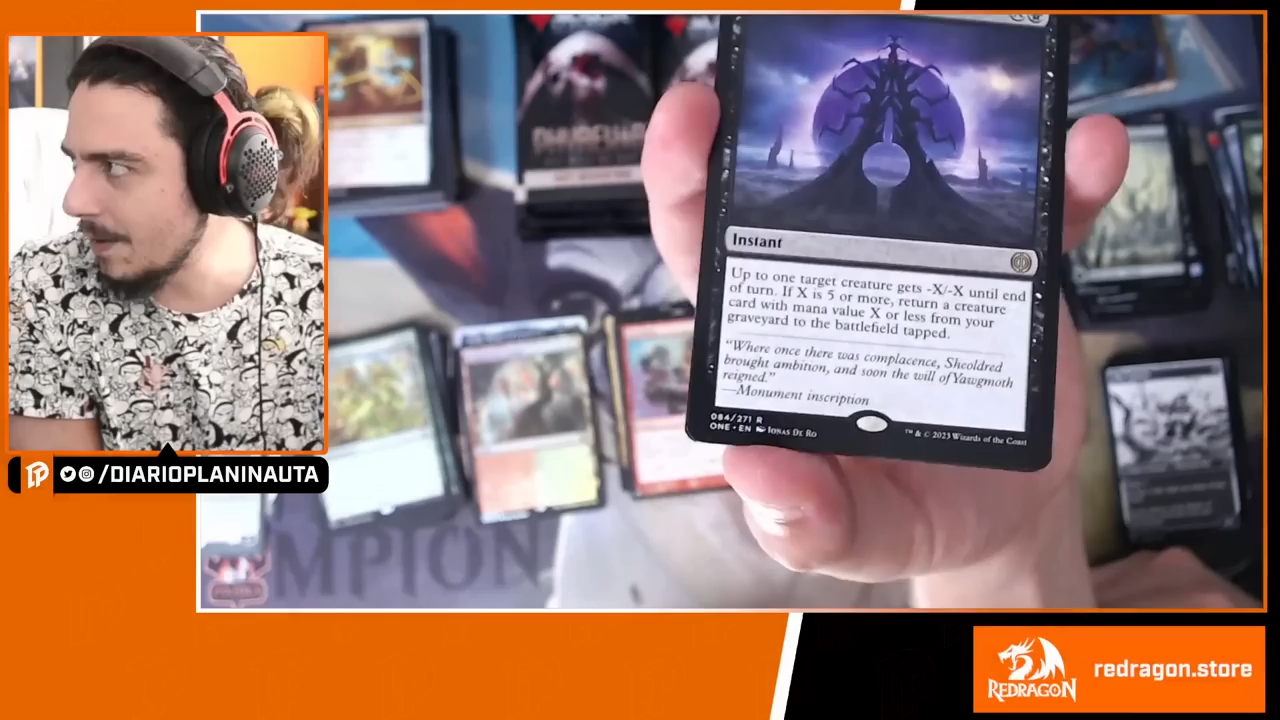 Instant
Up to one target creature gets -X/-X until end
of turn. If X is 5 or more, return a creature
card with mana value X or less from your
graveyard to the battlefield tapped.
"Where once there was complacence, Sheoldred
brought ambition, and soon the will of Yawgmoth
reigned."
—Monument inscription
084/271 R
ONE • EN Jonas De Ro
™ & © 2023 Wizards of the Coast
/DIARIOPLANINAUTA
MPION
REDRAGON
redragon.store